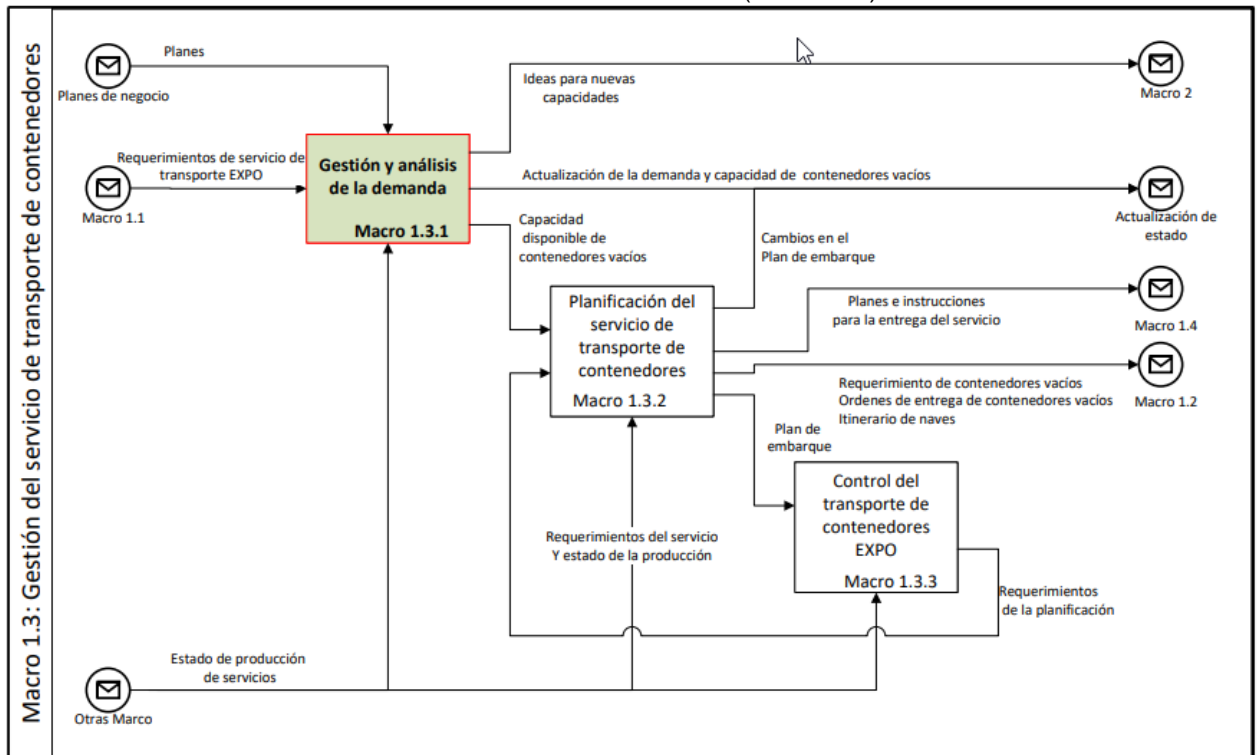 Macro 1.3: Gestión del servicio de transporte de contenedores
Planes
Planes de negocio
Ideas para nuevas
capacidades
Macro 2
Requerimientos de servicio de
transporte EXPO
Macro 1.1
Gestión y análisis
de la demanda
Macro 1.3.1
Actualización de la demanda y capacidad de contenedores vacíos
Actualización de
estado
Capacidad
disponible de
contenedores vacíos
Cambios en el
Plan de embarque
Planificación del
servicio de
transporte de
contenedores
Macro 1.3.2
Planes e instrucciones
para la entrega del servicio
Macro 1.4
Requerimiento de contenedores vacíos
Ordenes de entrega de contenedores vacíos
Itinerario de naves
Macro 1.2
Plan de
embarque
Control del
transporte de
contenedores
EXPO
Macro 1.3.3
Requerimientos del servicio
Y estado de la producción
Requerimientos
de la planificación
Estado de producción
de servicios
Otras Marco